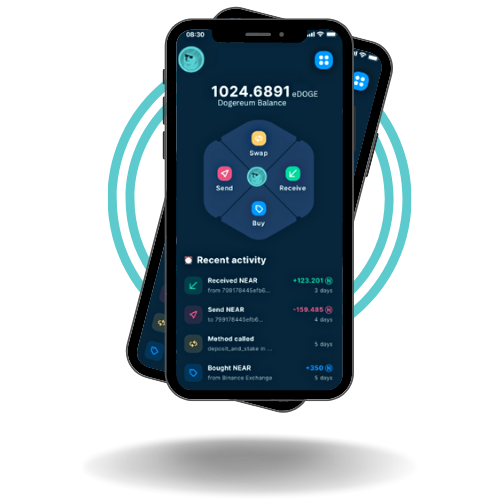 08:30
1024.6891 eDOGE
Dogereum Balance
Swap
Send
Receive
Buy
Recent activity
Received NEAR +123.201
from 799178445efb6... 3 days
Send NEAR -159.485
to 799178445efb6... 4 days
Method called
deposit_and_stake in ... 5 days
Bought NEAR +350
from Binance Exchange 5 days